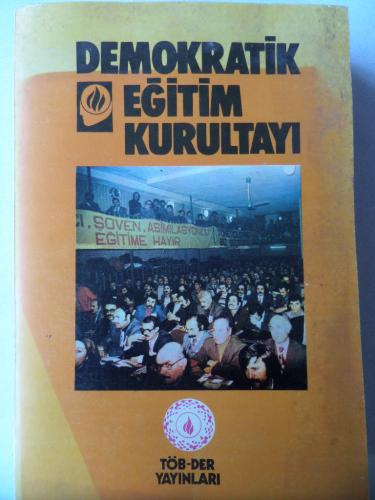 DEMOKRATİK
EĞİTİM
KURULTAYI
ŞOVEN, ASİMİLASYONCU
EĞİTİME HAYIR
TÖB-DER
YAYINLARI